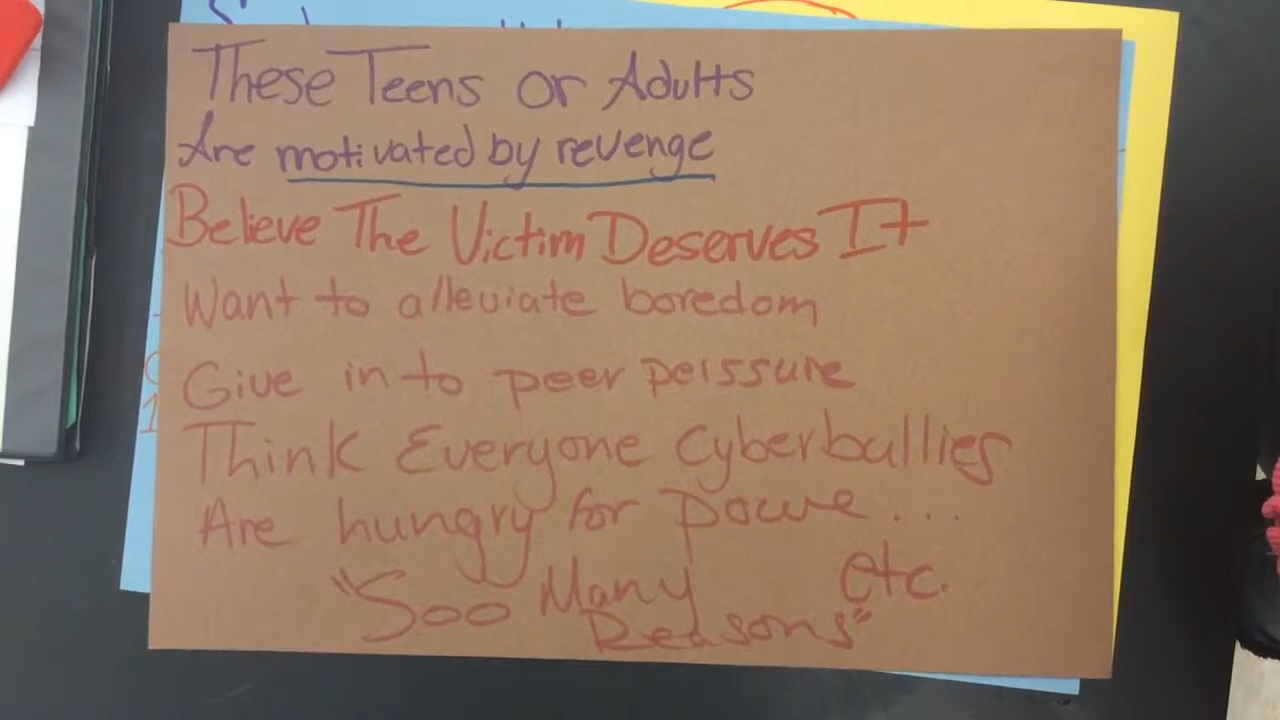 These Teens or Adults
Are motivated by revenge
Believe The Victim Deserves It
Want to alleviate boredom
Give in to peer perssure
Think Everyone Cyberbullies
Are hungry for powe...
etc.
"Soo Many
Reasons"